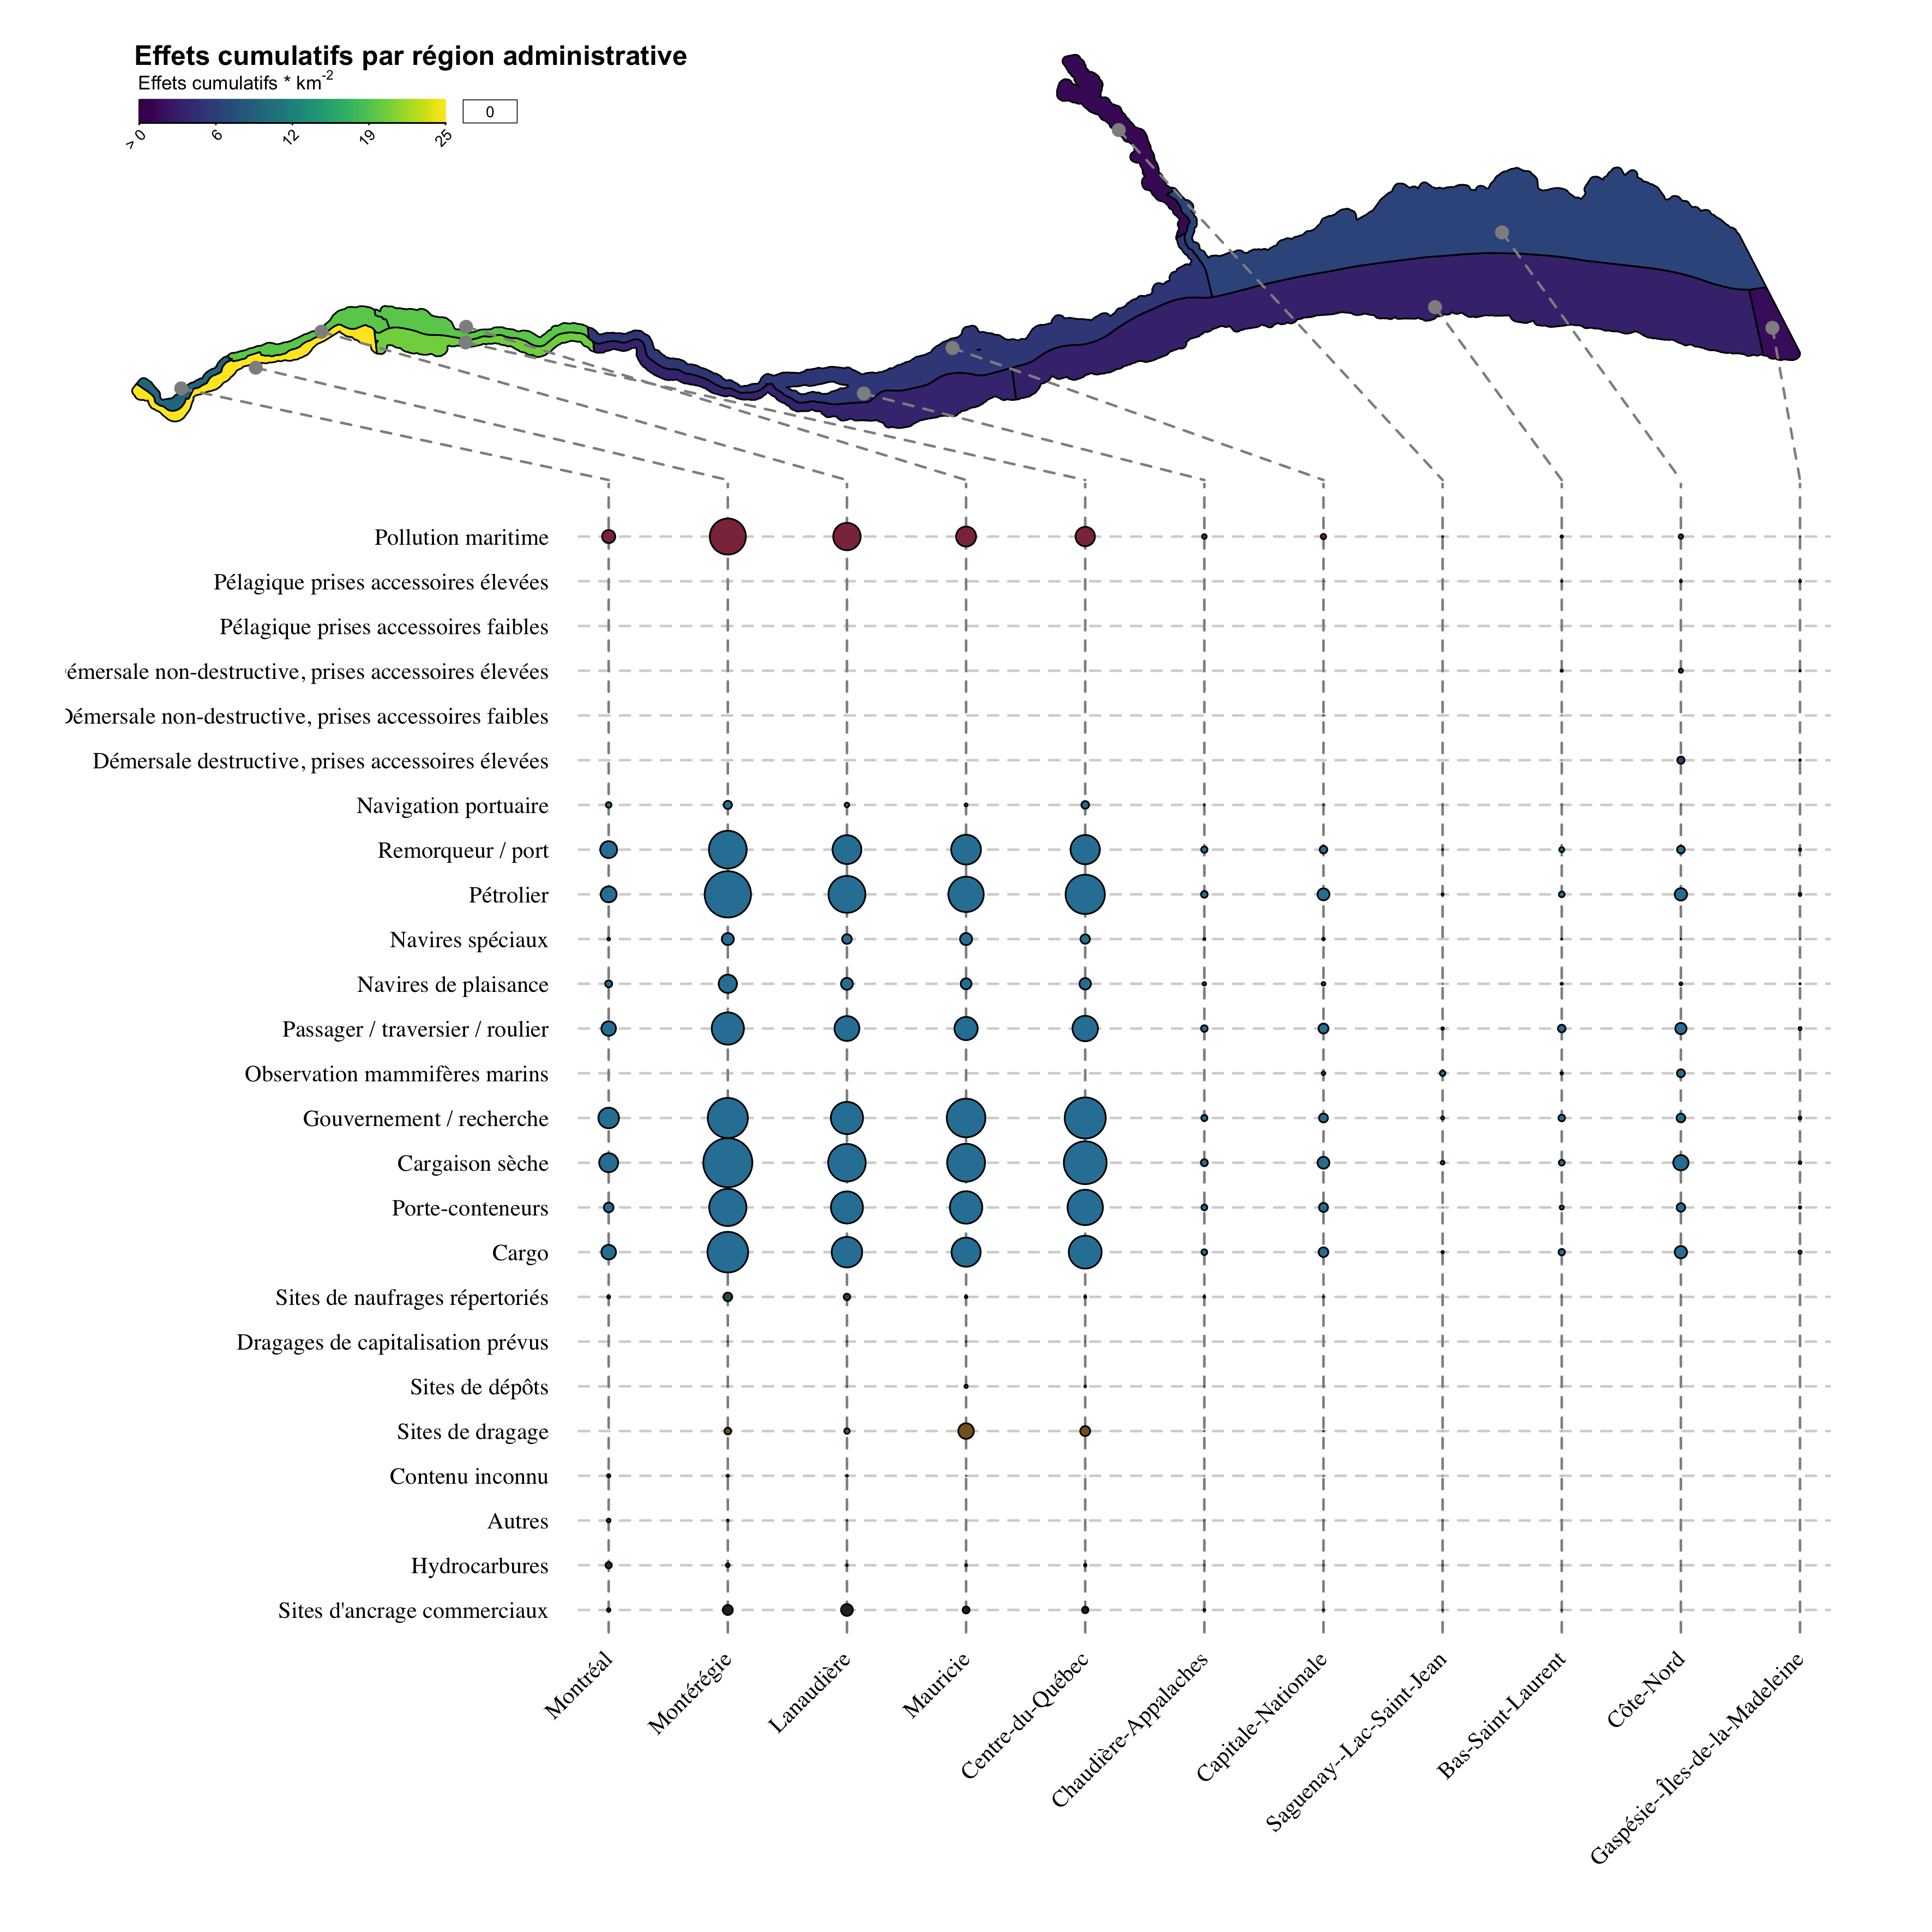 Effets cumulatifs par région administrative
Effets cumulatifs * km-2
> 0 6 12 19 25 0
Pollution maritime
Pélagique prises accessoires élevées
Pélagique prises accessoires faibles
émersale non-destructive, prises accessoires élevées
Démersale non-destructive, prises accessoires faibles
Démersale destructive, prises accessoires élevées
Navigation portuaire
Remorqueur / port
Pétrolier
Navires spéciaux
Navires de plaisance
Passager / traversier / roulier
Observation mammifères marins
Gouvernement / recherche
Cargaison sèche
Porte-conteneurs
Cargo
Sites de naufrages répertoriés
Dragages de capitalisation prévus
Sites de dépôts
Sites de dragage
Contenu inconnu
Autres
Hydrocarbures
Sites d'ancrage commerciaux
Montréal
Montérégie
Lanaudière
Mauricie
Centre-du-Québec
Chaudière-Appalaches
Capitale-Nationale
Saguenay--Lac-Saint-Jean
Bas-Saint-Laurent
Côte-Nord
Gaspésie--Îles-de-la-Madeleine